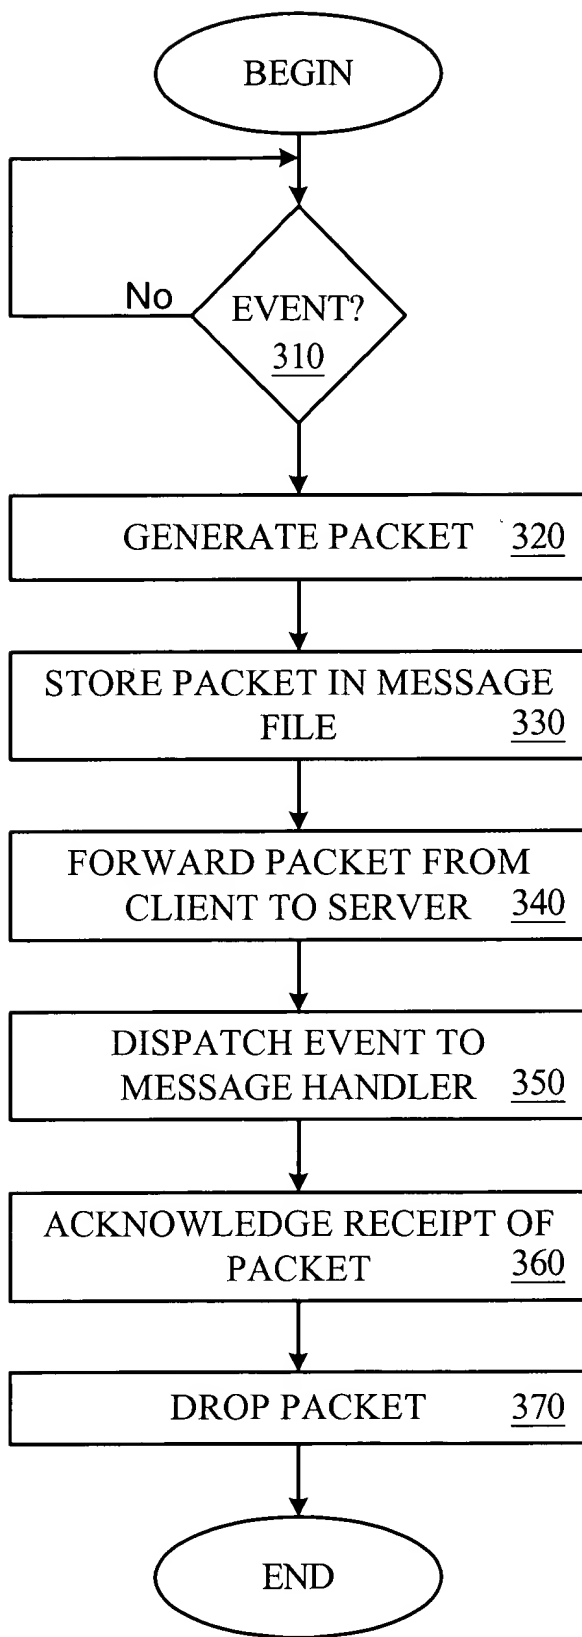 BEGIN
No
EVENT?
310
GENERATE PACKET 320
STORE PACKET IN MESSAGE
FILE 330
FORWARD PACKET FROM
CLIENT TO SERVER 340
DISPATCH EVENT TO
MESSAGE HANDLER 350
ACKNOWLEDGE RECEIPT OF
PACKET 360
DROP PACKET 370
END